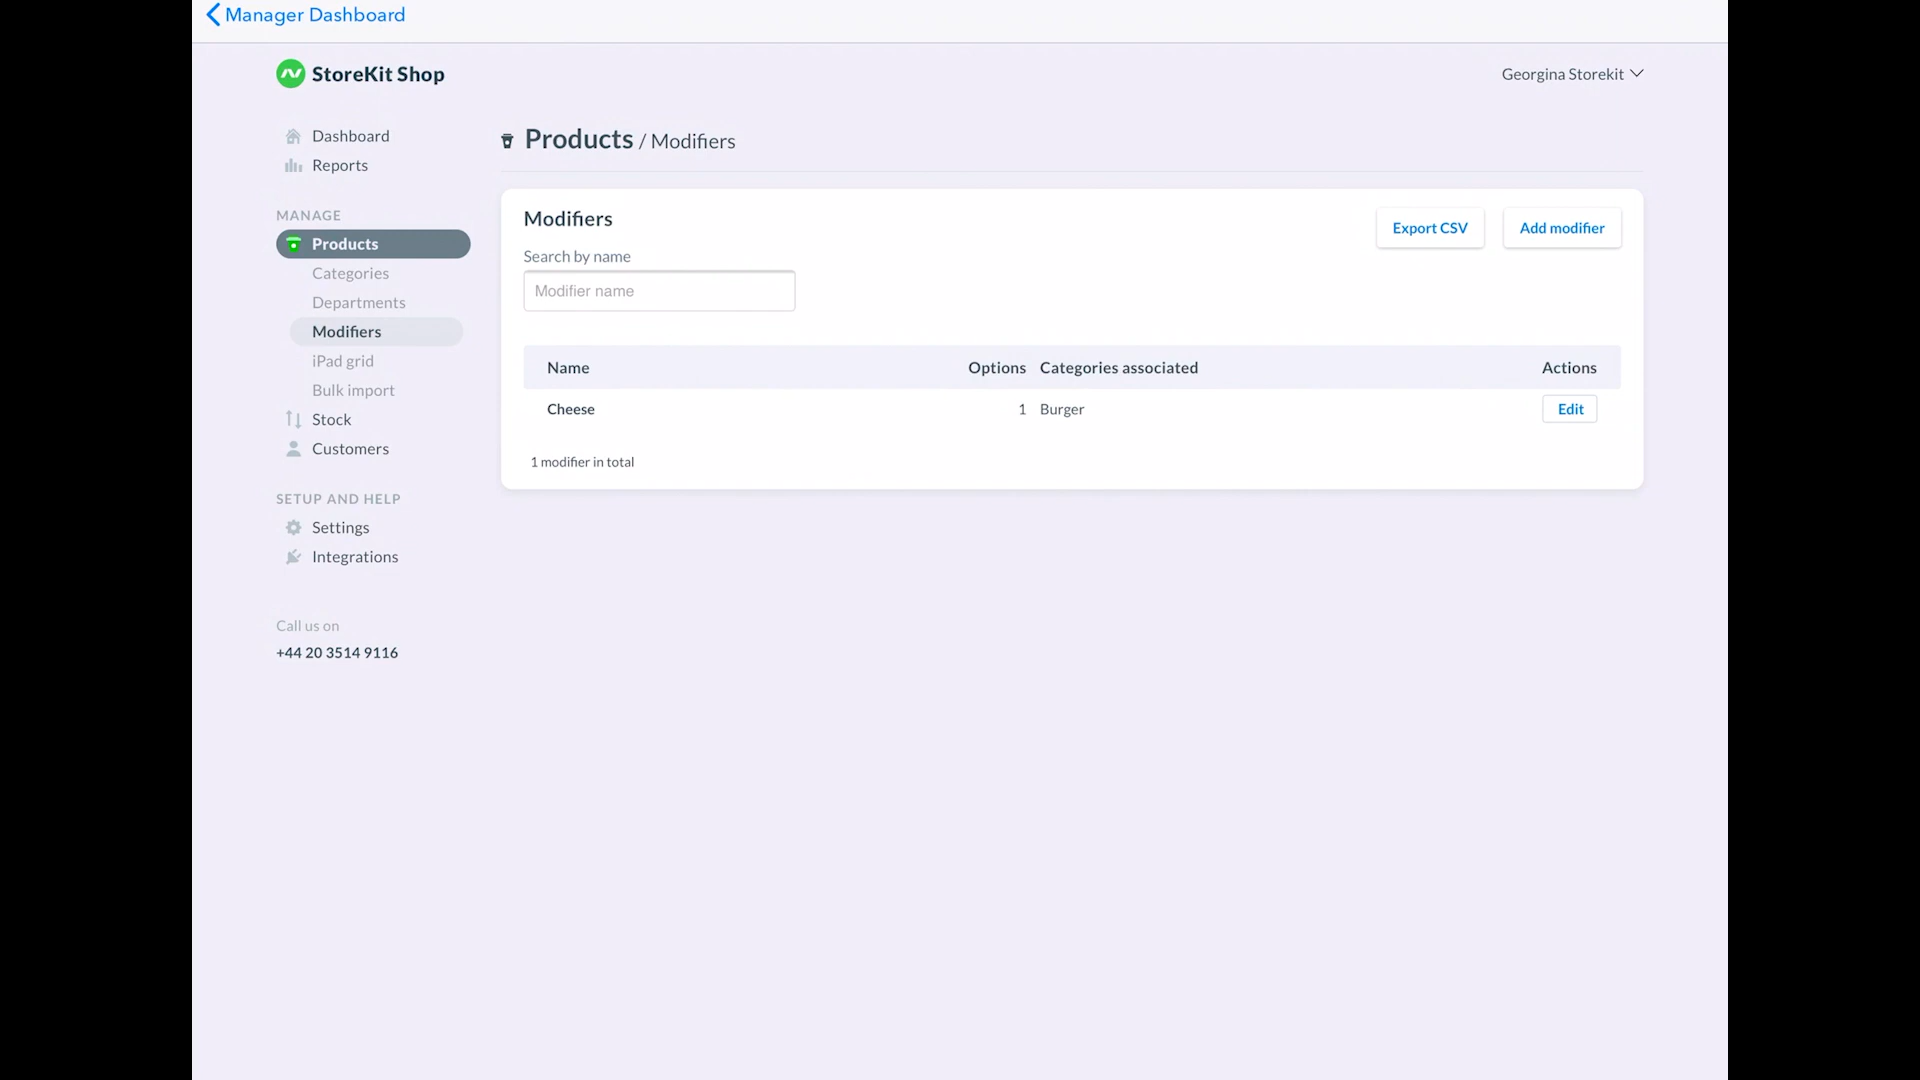 Manager Dashboard
StoreKit Shop
Georgina Storekit
Dashboard
Reports
MANAGE
Products
Categories
Departments
Modifiers
iPad grid
Bulk import
Stock
Customers
SETUP AND HELP
Settings
Integrations
Call us on
+44 20 3514 9116
Products / Modifiers
Modifiers
Export CSV
Add modifier
Search by name
Modifier name
Name Options Categories associated Actions
Cheese 1 Burger Edit
1 modifier in total